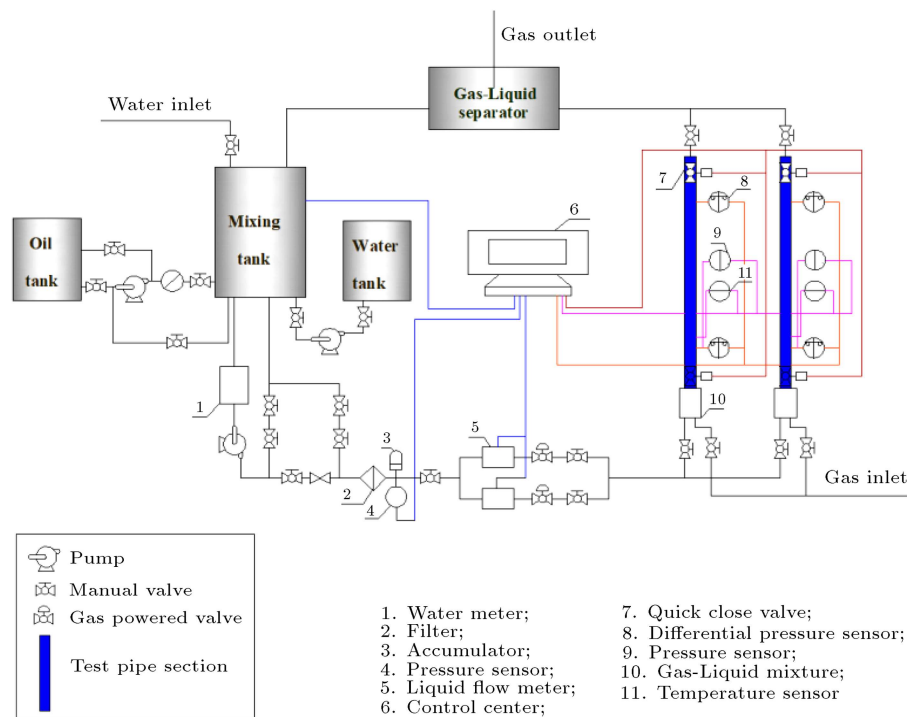 Gas outlet
Water inlet
Gas-Liquid
separator
7
8
6
Mixing
tank
Oil
tank
Water
tank
9
11
1
10
5
3
2
4
Gas inlet
Pump
Manual valve
Gas powered valve
Test pipe section
1. Water meter;
2. Filter;
3. Accumulator;
4. Pressure sensor;
5. Liquid flow meter;
6. Control center;
7. Quick close valve;
8. Differential pressure sensor;
9. Pressure sensor;
10. Gas-Liquid mixture;
11. Temperature sensor